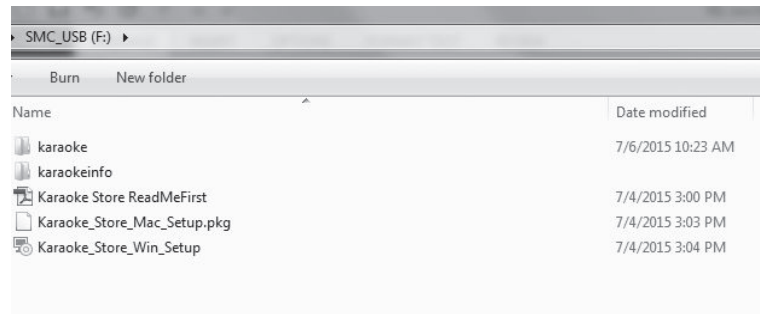 SMC_USB (F:)
Burn New folder
Name Date modified
karaoke 7/6/2015 10:23 AM
karaokeinfo
Karaoke Store ReadMeFirst 7/4/2015 3:00 PM
Karaoke_Store_Mac_Setup.pkg 7/4/2015 3:03 PM
Karaoke_Store_Win_Setup 7/4/2015 3:04 PM